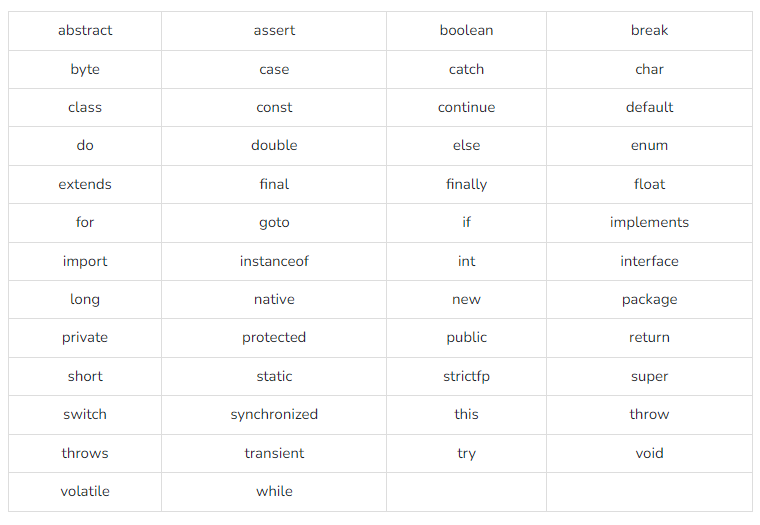 abstract assert boolean break
byte case catch char
class const continue default
do double else enum
extends final finally float
for goto if implements
import instanceof int interface
long native new package
private protected public return
short static strictfp super
switch synchronized this throw
throws transient try void
volatile while